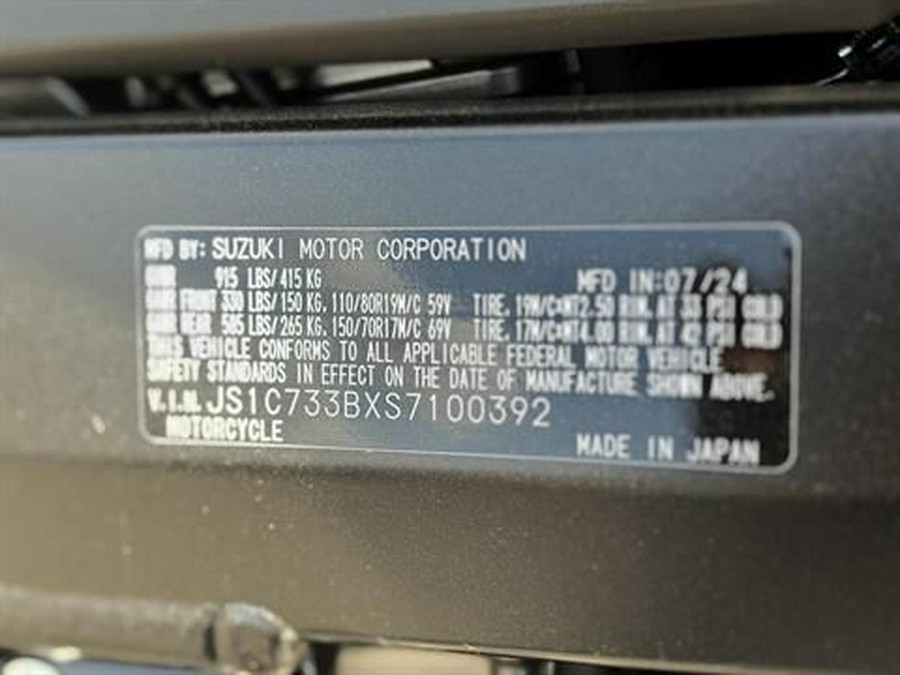 MFD BY: SUZUKI MOTOR CORPORATION
GVWR 915 LBS/ 415 KG MFD IN:07/24
GAWR FRONT 330 LBS/ 150 KG. 110/80R19M/C 59V TIRE. 19M/C×MT2.50 RIM. AT 33 PSI COLD
GAWR REAR 585 LBS/ 265 KG. 150/70R17M/C 69V TIRE. 17M/C×MT4.00 RIM. AT 42 PSI COLD
THIS VEHICLE CONFORMS TO ALL APPLICABLE FEDERAL MOTOR VEHICLE
SAFETY STANDARDS IN EFFECT ON THE DATE OF MANUFACTURE SHOWN ABOVE.
V.I.N. JS1C733BXS7100392
MOTORCYCLE MADE IN JAPAN